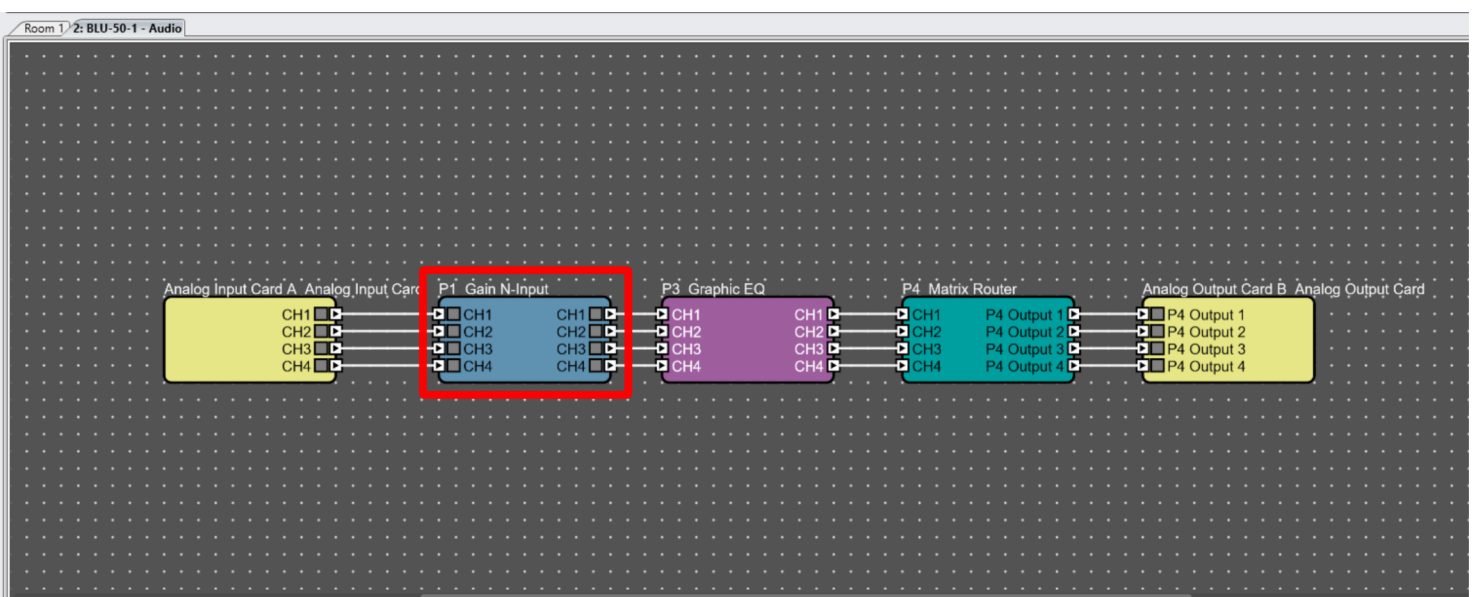 Room 1 2: BLU-50-1 - Audio
Analog Input Card A Analog Input Card
CH1
CH2
CH3
CH4
P1 Gain N-Input
CH1 CH1
CH2 CH2
CH3 CH3
CH4 CH4
P3 Graphic EQ
CH1 CH1
CH2 CH2
CH3 CH3
CH4 CH4
P4 Matrix Router
CH1 P4 Output 1
CH2 P4 Output 2
CH3 P4 Output 3
CH4 P4 Output 4
Analog Output Card B Analog Output Card
P4 Output 1
P4 Output 2
P4 Output 3
P4 Output 4